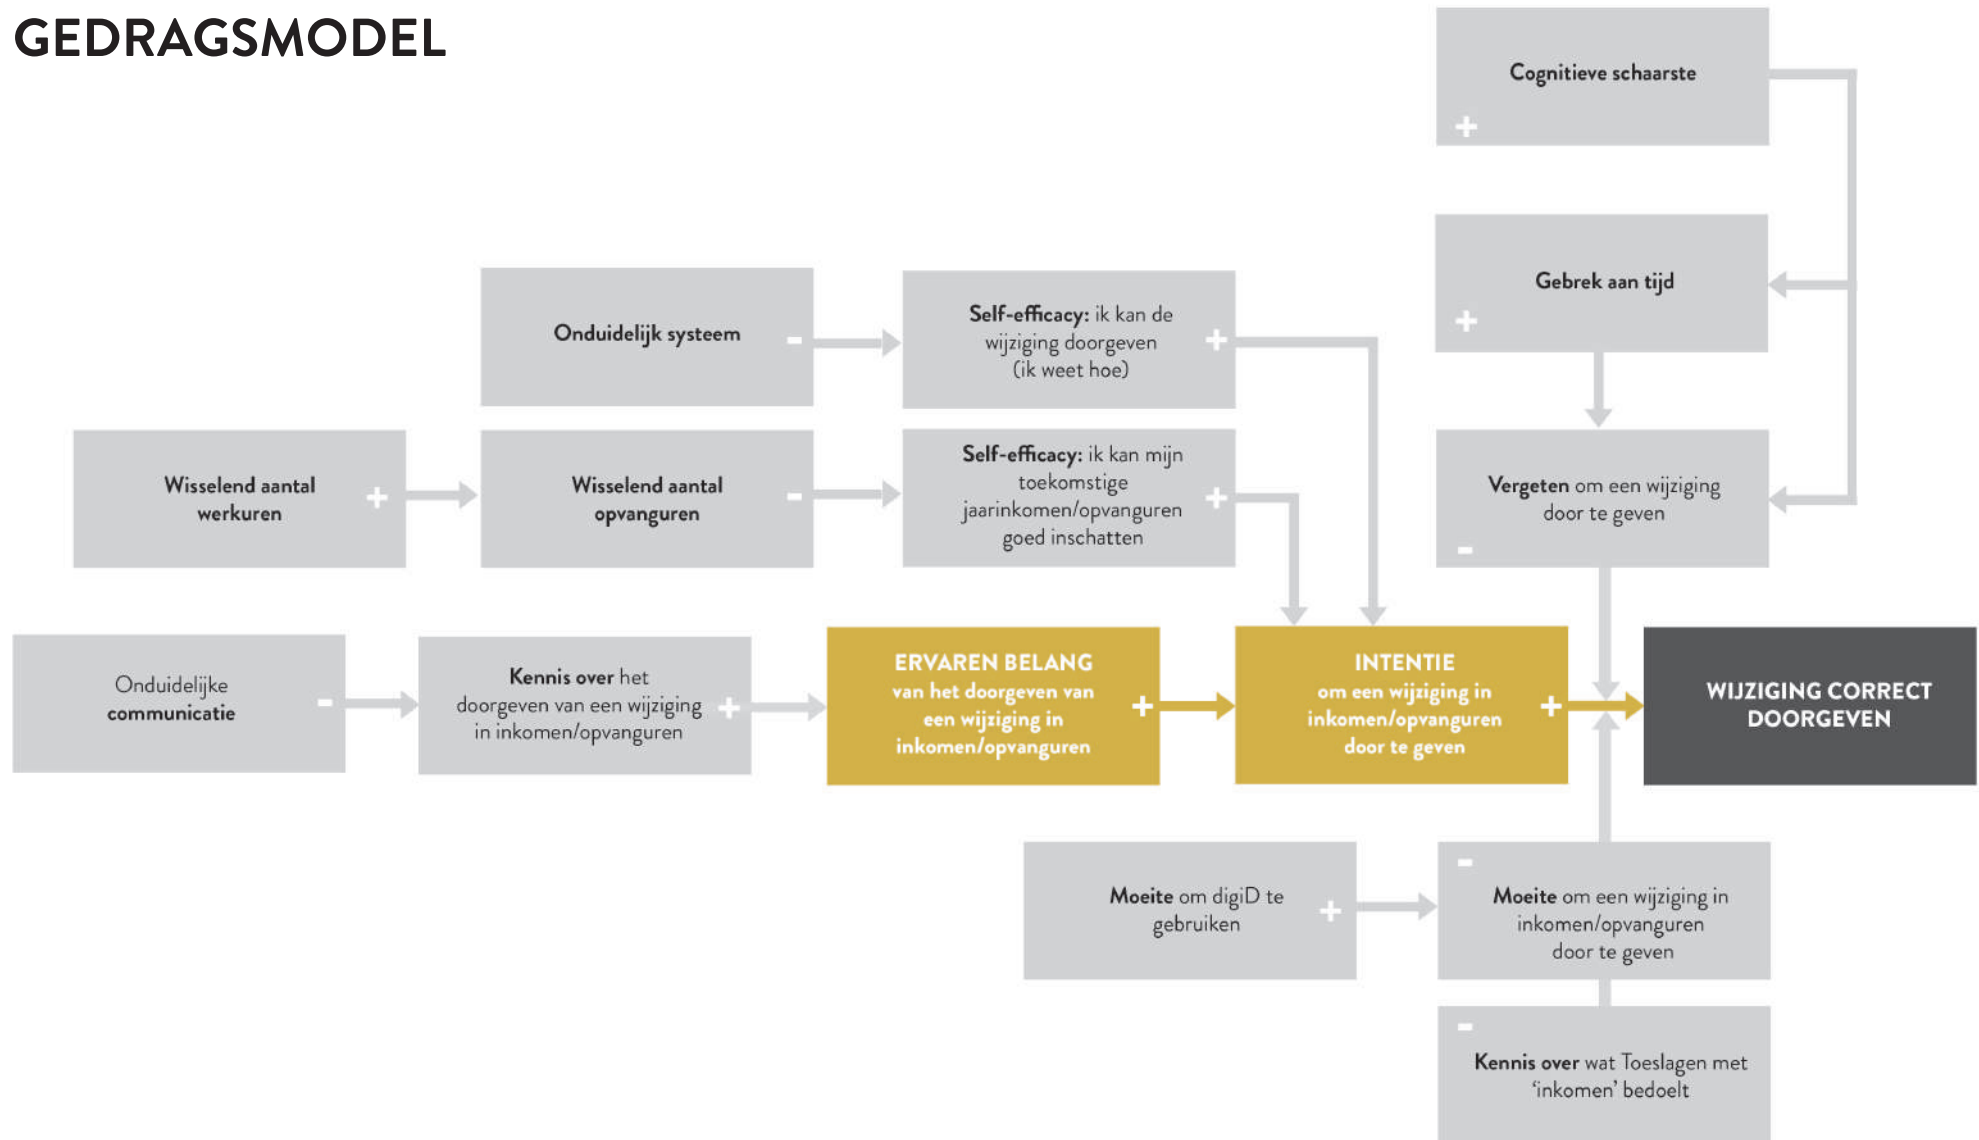 GEDRAGSMODEL
Cognitieve schaarste
+
Gebrek aan tijd
+
Onduidelijk systeem
-
Self-efficacy: ik kan de
wijziging doorgeven
(ik weet hoe)
+
Wisselend aantal
werkuren
+
Wisselend aantal
opvanguren
-
Self-efficacy: ik kan mijn
toekomstige
jaarinkomen/opvanguren
goed inschatten
+
Vergeten om een wijziging
door te geven
-
Onduidelijke
communicatie
-
Kennis over het
doorgeven van een wijziging
in inkomen/opvanguren
+
ERVAREN BELANG
van het doorgeven van
een wijziging in
inkomen/opvanguren
+
INTENTIE
om een wijziging in
inkomen/opvanguren
door te geven
+
WIJZIGING CORRECT
DOORGEVEN
Moeite om digiD te
gebruiken
+
-
Moeite om een wijziging in
inkomen/opvanguren
door te geven
-
Kennis over wat Toeslagen met
‘inkomen’ bedoelt